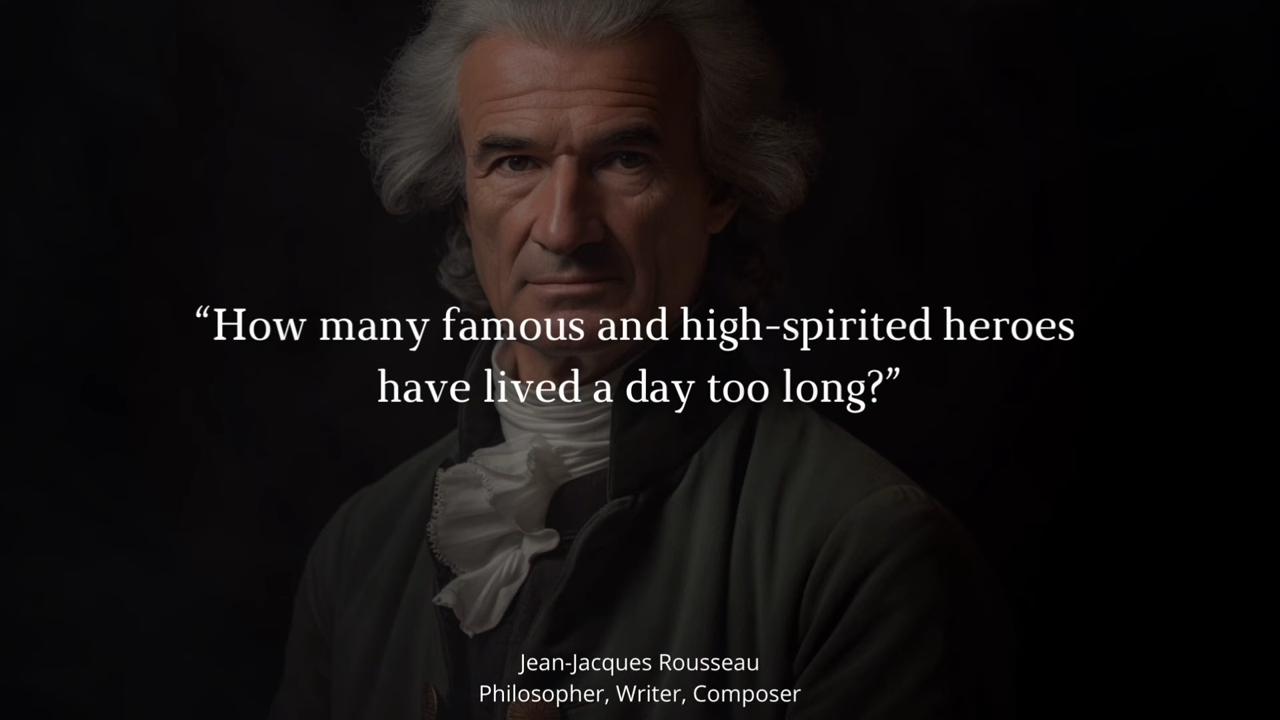 “How many famous and high-spirited heroes
have lived a day too long?”
Jean-Jacques Rousseau
Philosopher, Writer, Composer